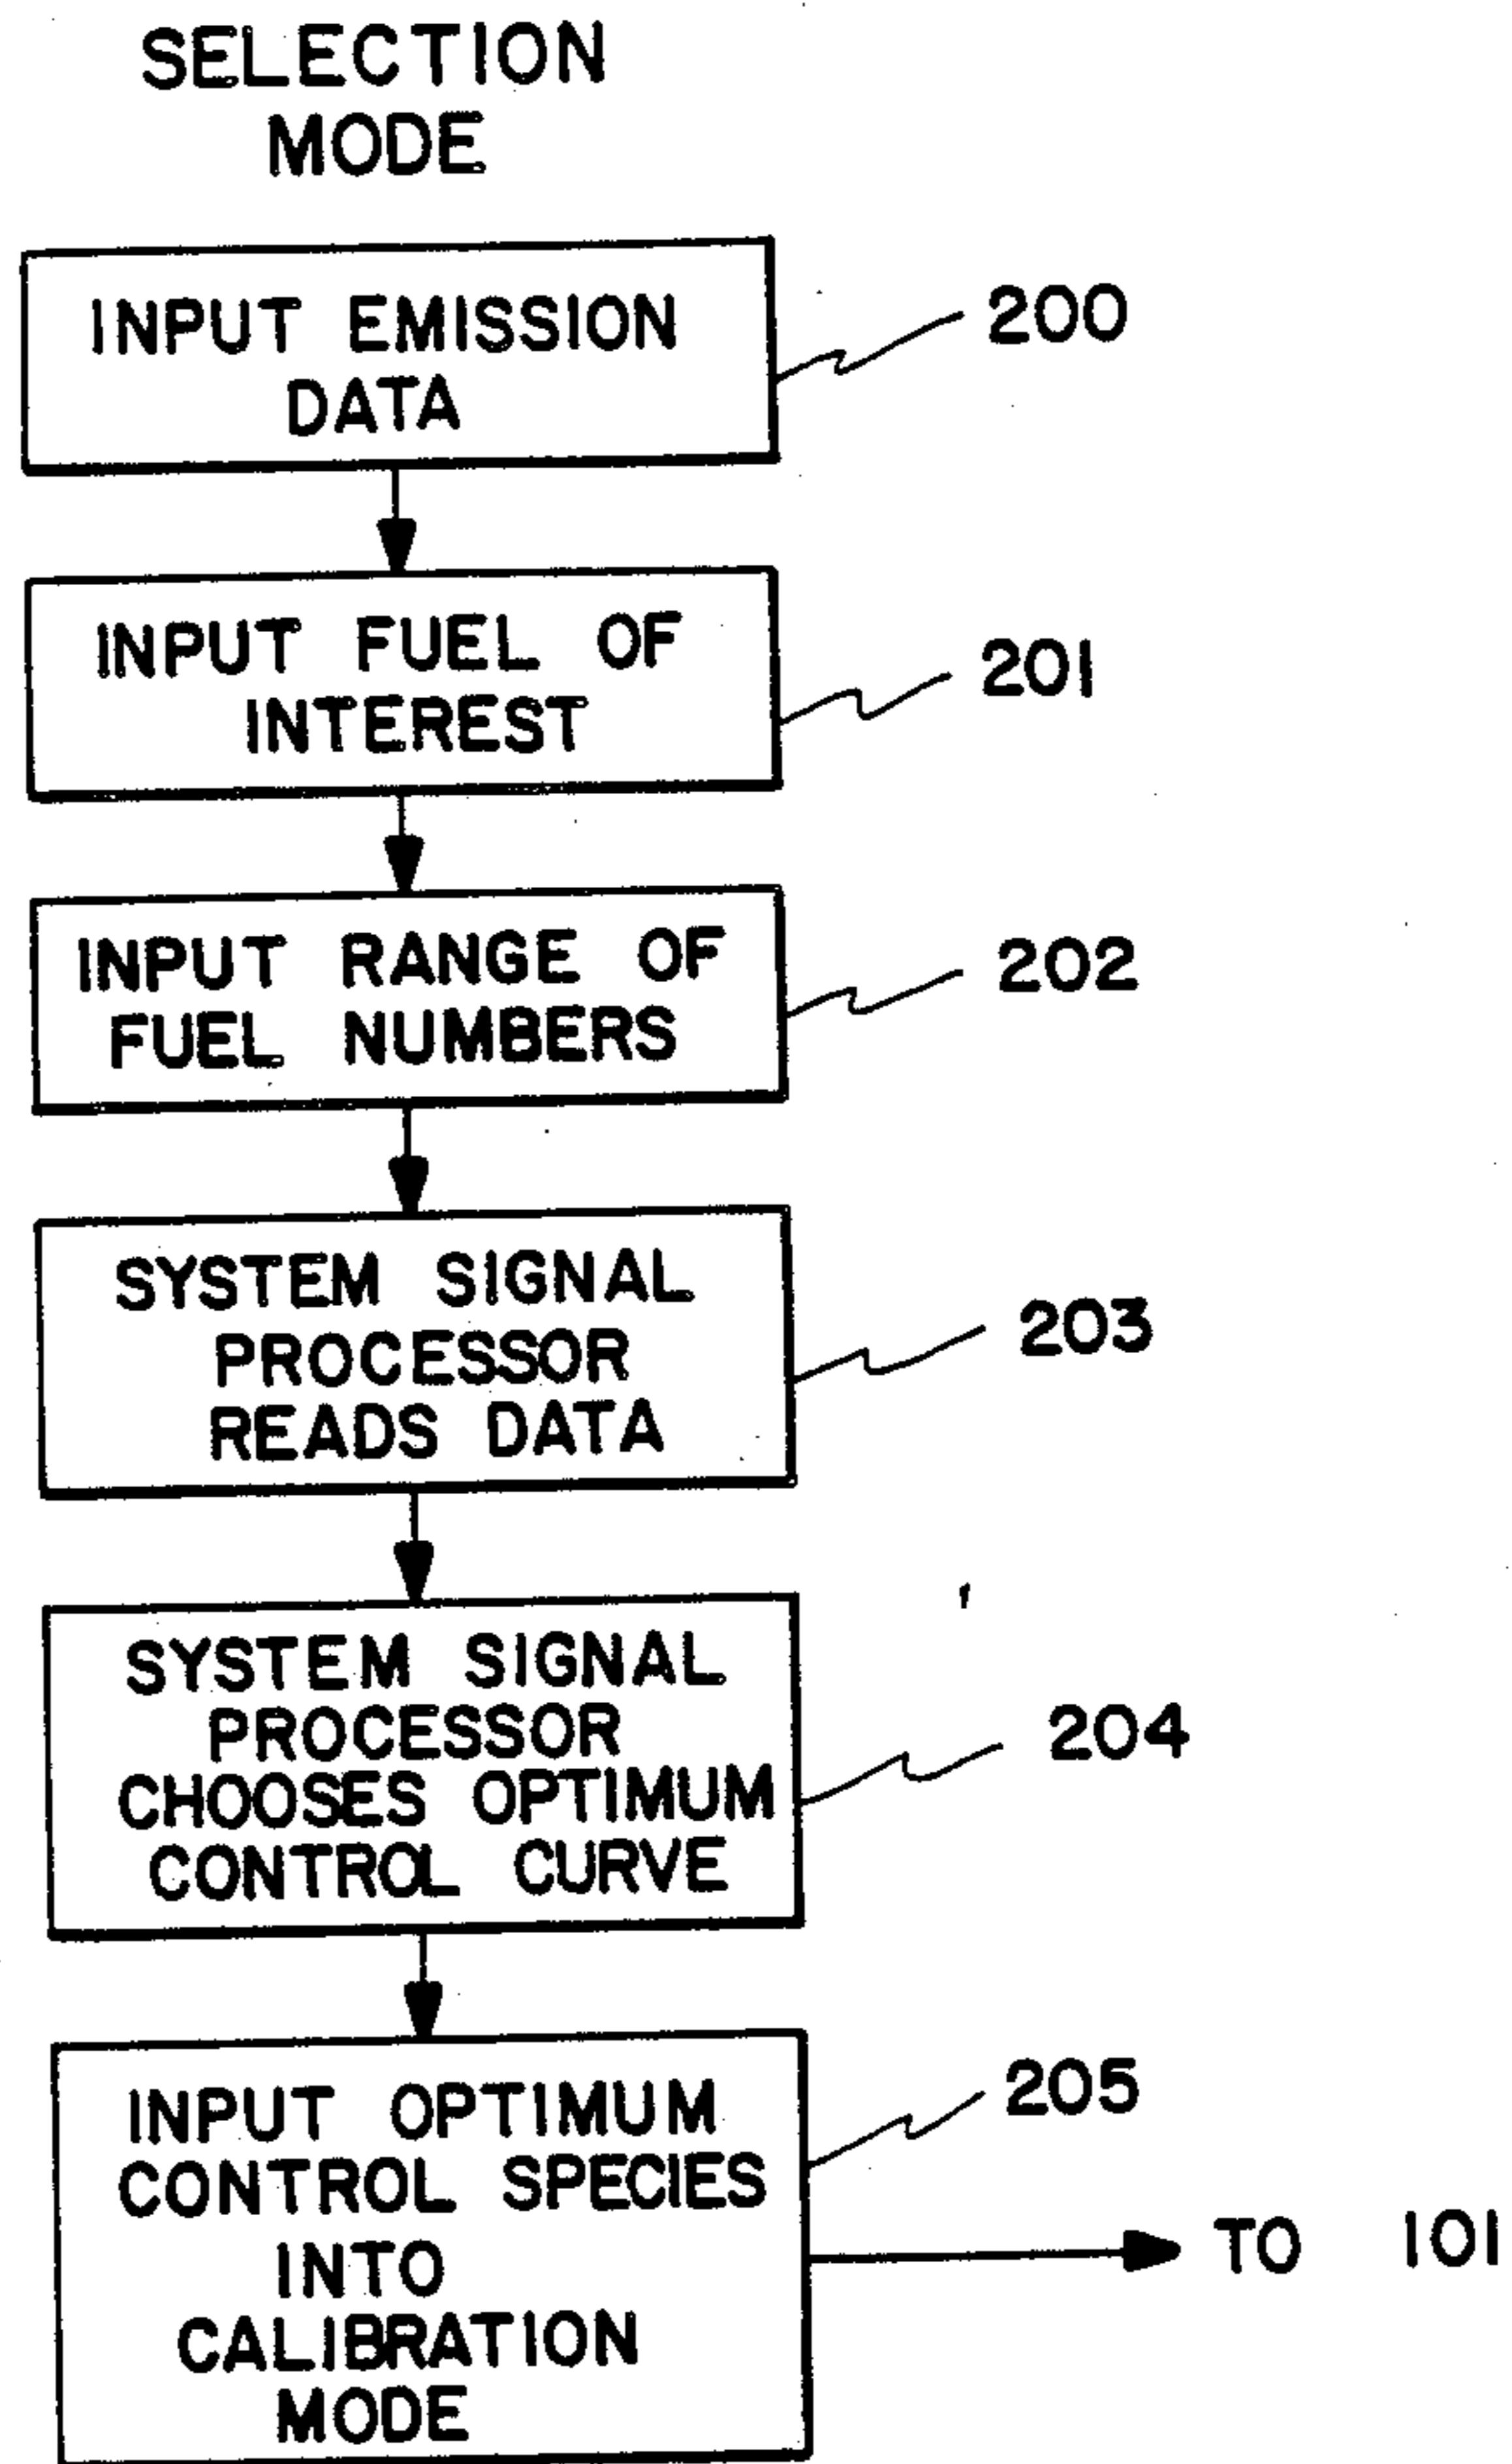 SELECTION
MODE
INPUT EMISSION
DATA
200
INPUT FUEL OF
INTEREST
201
INPUT RANGE OF
FUEL NUMBERS
202
SYSTEM SIGNAL
PROCESSOR
READS DATA
203
SYSTEM SIGNAL
PROCESSOR
CHOOSES OPTIMUM
CONTROL CURVE
204
INPUT OPTIMUM
CONTROL SPECIES
INTO
CALIBRATION
MODE
205
TO 101